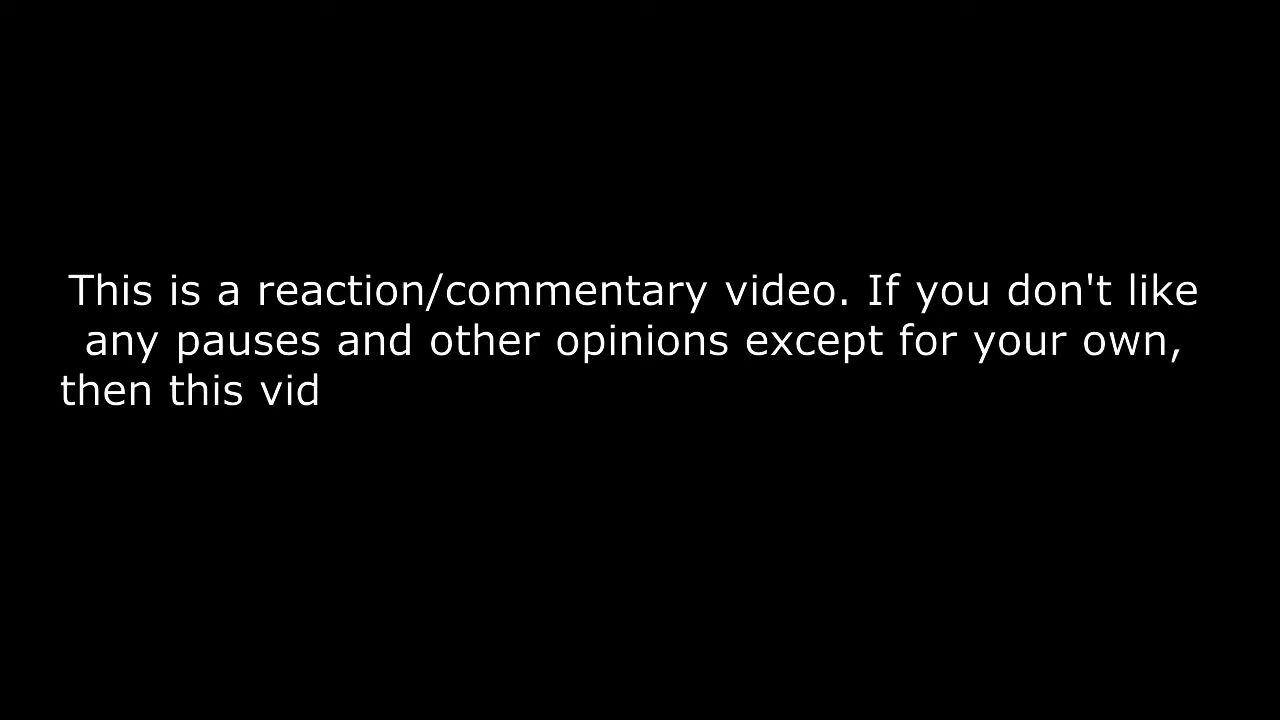 This is a reaction/commentary video. If you don't like
any pauses and other opinions except for your own,
then this vid